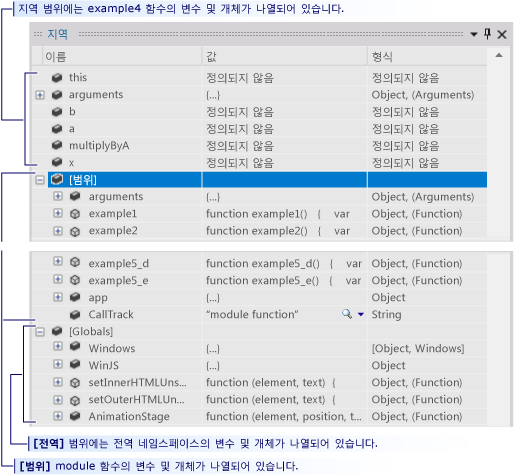 지역 범위에는 example4 함수의 변수 및 개체가 나열되어 있습니다.
지역
이름 값 형식
this 정의되지 않음 정의되지 않음
arguments {...} Object, (Arguments)
b 정의되지 않음 정의되지 않음
a 정의되지 않음 정의되지 않음
multiplyByA 정의되지 않음 정의되지 않음
x 정의되지 않음 정의되지 않음
[범위]
arguments {...} Object, (Arguments)
example1 function example1() { var Object, (Function)
example2 function example2() { var Object, (Function)
example5_d function example5_d() { var Object, (Function)
example5_e function example5_e() { var Object, (Function)
app {...} Object
CallTrack "module function" String
[Globals]
Windows {...} [Object, Windows]
WinJS {...} Object
setInnerHTMLUns... function (element, text) { Object, (Function)
setOuterHTMLUn... function (element, text) { Object, (Function)
AnimationStage function (element, position, t... Object, (Function)
[전역] 범위에는 전역 네임스페이스의 변수 및 개체가 나열되어 있습니다.
[범위] module 함수의 변수 및 개체가 나열되어 있습니다.